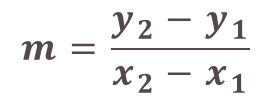 m = (y₂ − y₁) / (x₂ − x₁)